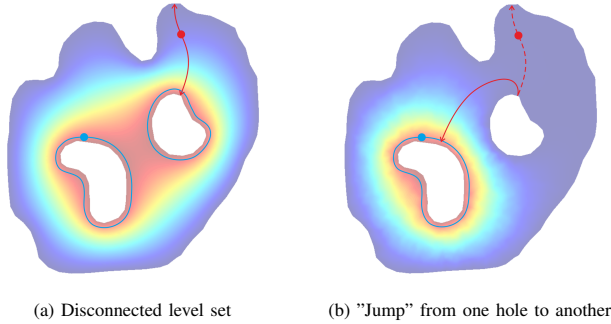 (a) Disconnected level set
(b) ”Jump” from one hole to another